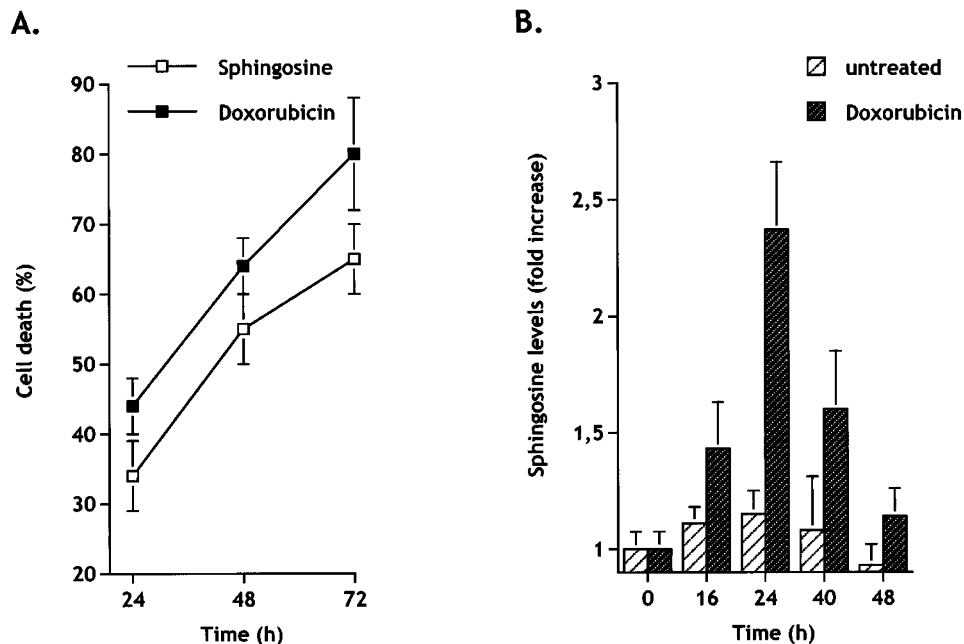 A.
Sphingosine
Doxorubicin
90
80
70
60
50
40
30
20
Cell death (%)
24
48
72
Time (h)
B.
untreated
Doxorubicin
3
2,5
2
1,5
1
Sphingosine levels (fold increase)
0
16
24
40
48
Time (h)